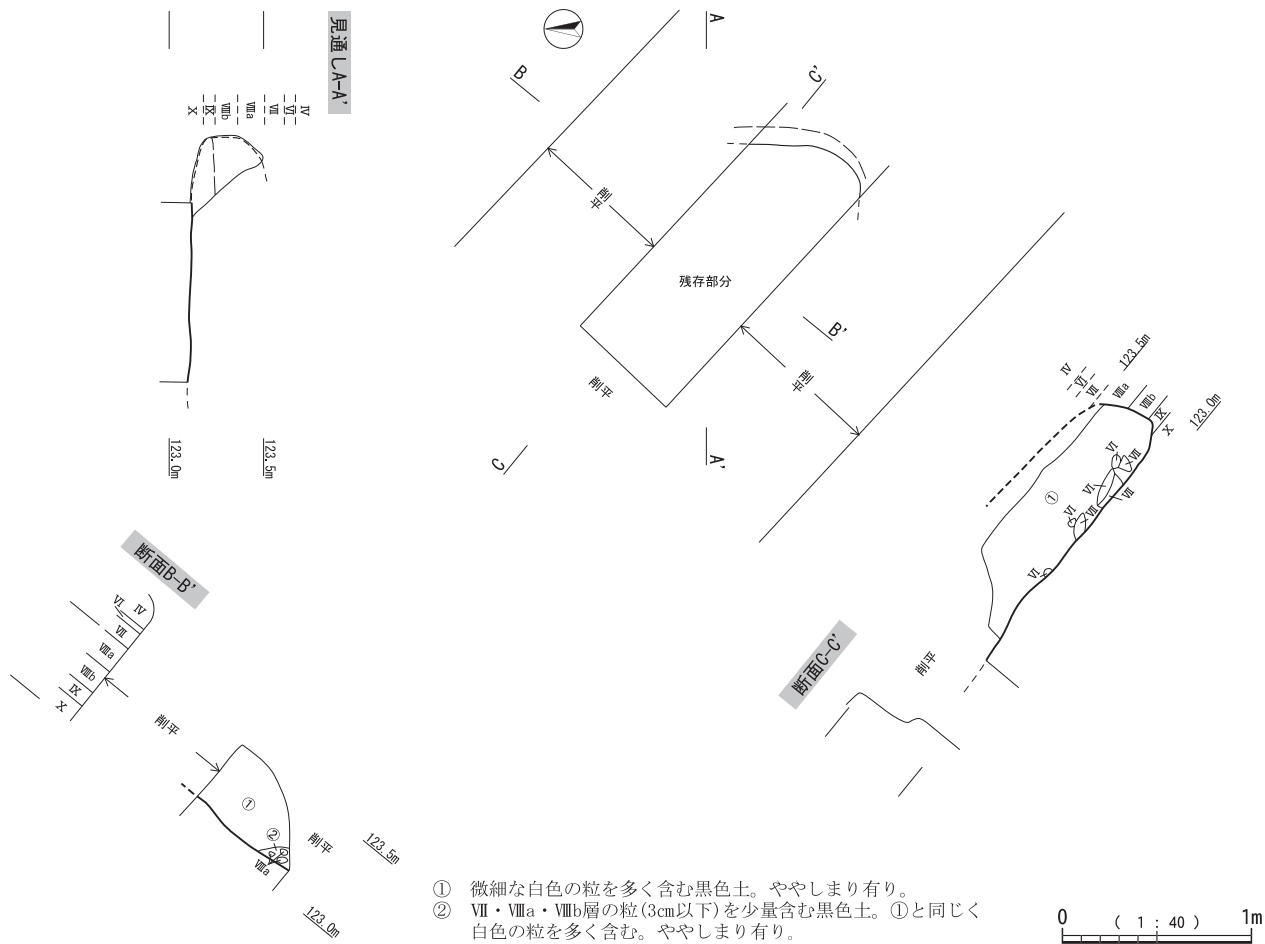 見通しA-A'
Ⅹ
Ⅸ
Ⅷb
Ⅷa
Ⅶ
Ⅵ
Ⅳ
123.0m
123.5m
A
B
C'
削平
残存部分
B'
削平
削平
C
A'
断面B-B'
Ⅵ
Ⅳ
Ⅶ
Ⅷa
Ⅷb
Ⅸ
Ⅹ
削平
①
②
Ⅷa
削平
123.5m
123.0m
断面C-C'
Ⅳ
Ⅵ
Ⅶ
Ⅷa
Ⅷb
Ⅸ
Ⅹ
123.5m
123.0m
①
Ⅵ
Ⅶ
Ⅵ
Ⅶ
Ⅵ
Ⅶ
Ⅵ
削平
① 微細な白色の粒を多く含む黒色土。ややしまり有り。
② Ⅶ・Ⅷa・Ⅷb層の粒(3cm以下)を少量含む黒色土。①と同じく
白色の粒を多く含む。ややしまり有り。
0 ( 1 : 40 ) 1m